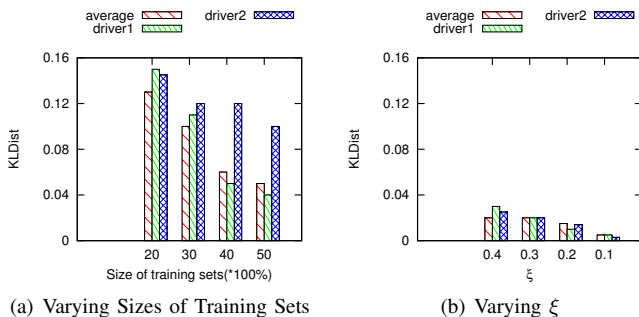 average
driver1
driver2
KLDist
0.16
0.12
0.08
0.04
0
20 30 40 50
Size of training sets(*100%)
(a) Varying Sizes of Training Sets
average
driver1
driver2
KLDist
0.16
0.12
0.08
0.04
0
0.4 0.3 0.2 0.1
ξ
(b) Varying ξ